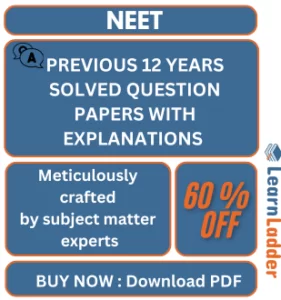 NEET
A
PREVIOUS 12 YEARS
SOLVED QUESTION
PAPERS WITH
EXPLANATIONS
Meticulously
crafted
by subject matter
experts
60 %
OFF
BUY NOW : Download PDF
LearnLadder